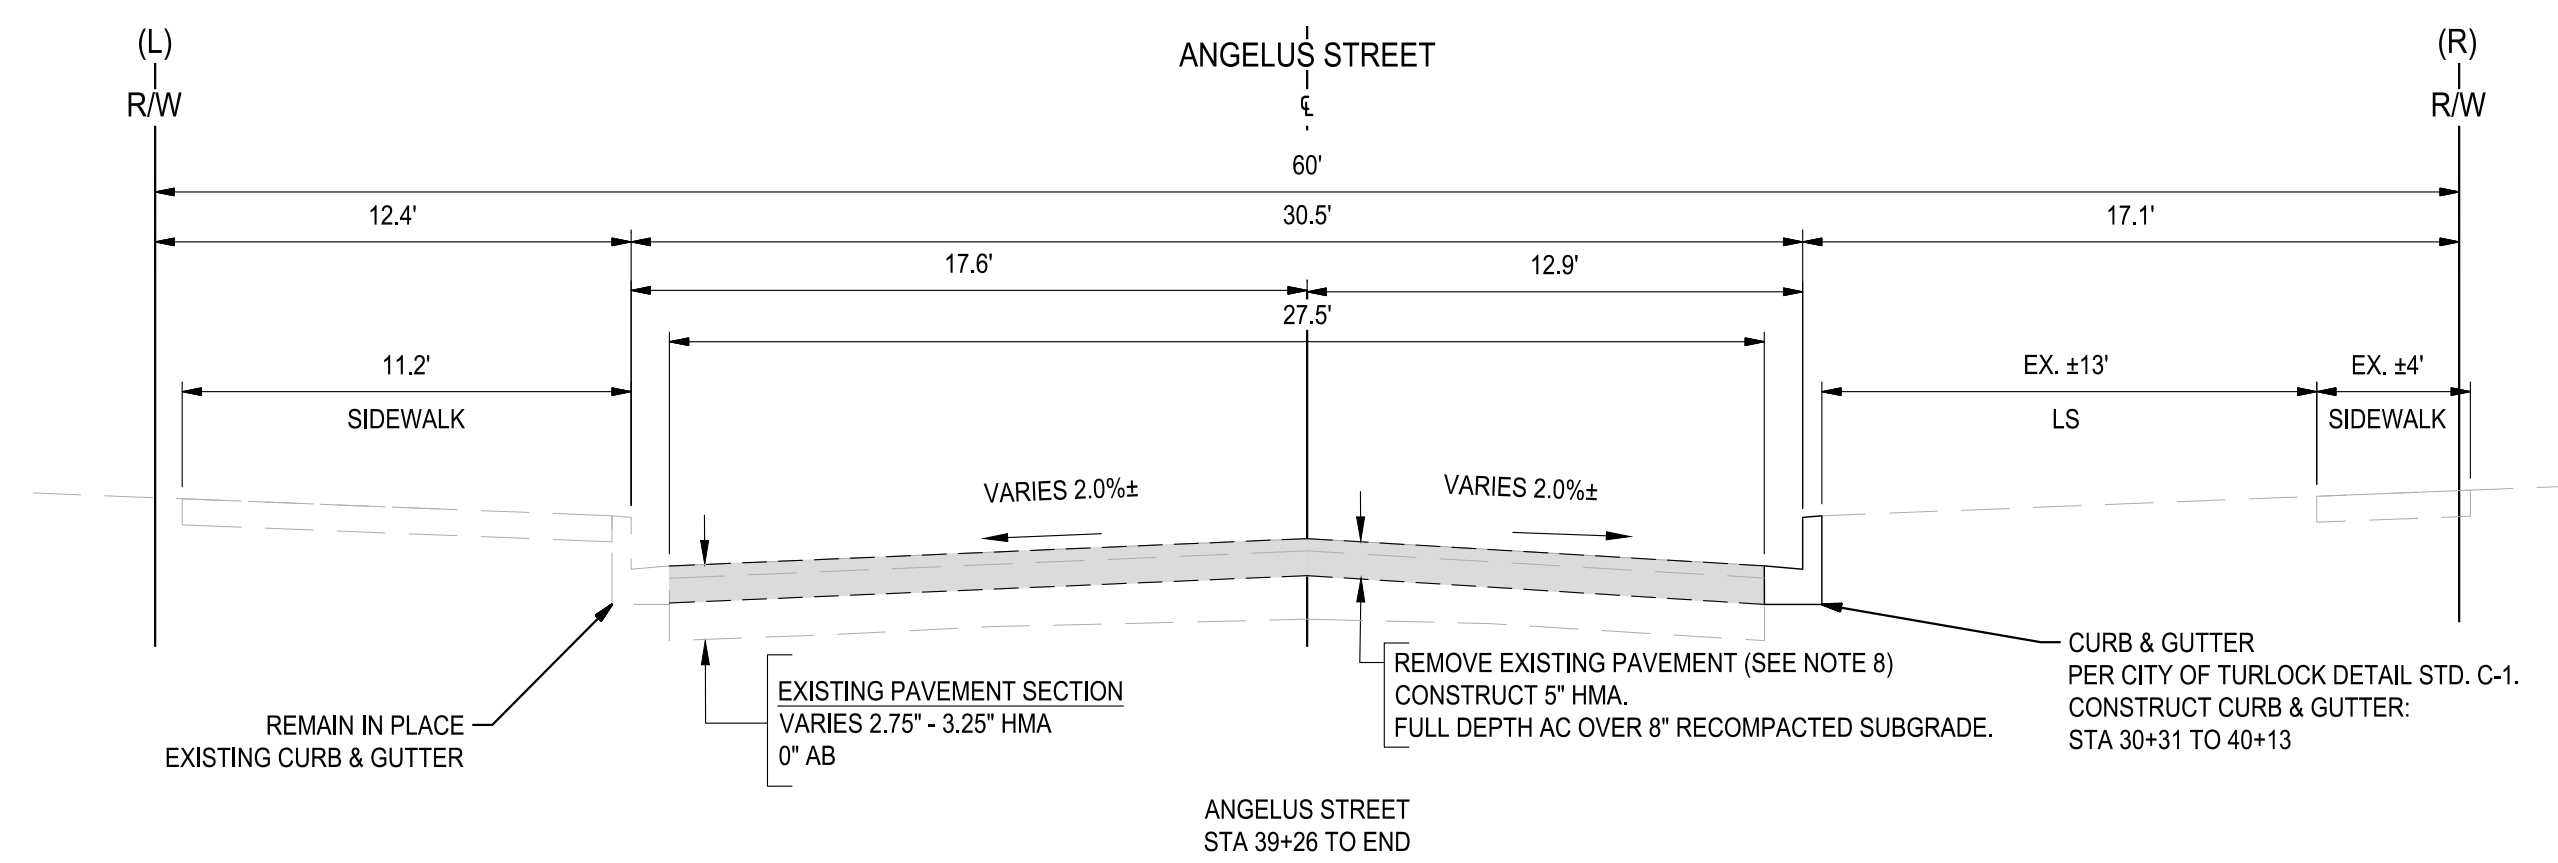 (L)
ANGELUS STREET
(R)
R/W
℄
R/W
60'
12.4'
30.5'
17.1'
17.6'
12.9'
27.5'
11.2'
EX. ±13'
EX. ±4'
SIDEWALK
LS
SIDEWALK
VARIES 2.0%±
VARIES 2.0%±
REMAIN IN PLACE
EXISTING CURB & GUTTER
EXISTING PAVEMENT SECTION
VARIES 2.75" - 3.25" HMA
0" AB
REMOVE EXISTING PAVEMENT (SEE NOTE 8)
CONSTRUCT 5" HMA.
FULL DEPTH AC OVER 8" RECOMPACTED SUBGRADE.
CURB & GUTTER
PER CITY OF TURLOCK DETAIL STD. C-1.
CONSTRUCT CURB & GUTTER:
STA 30+31 TO 40+13
ANGELUS STREET
STA 39+26 TO END